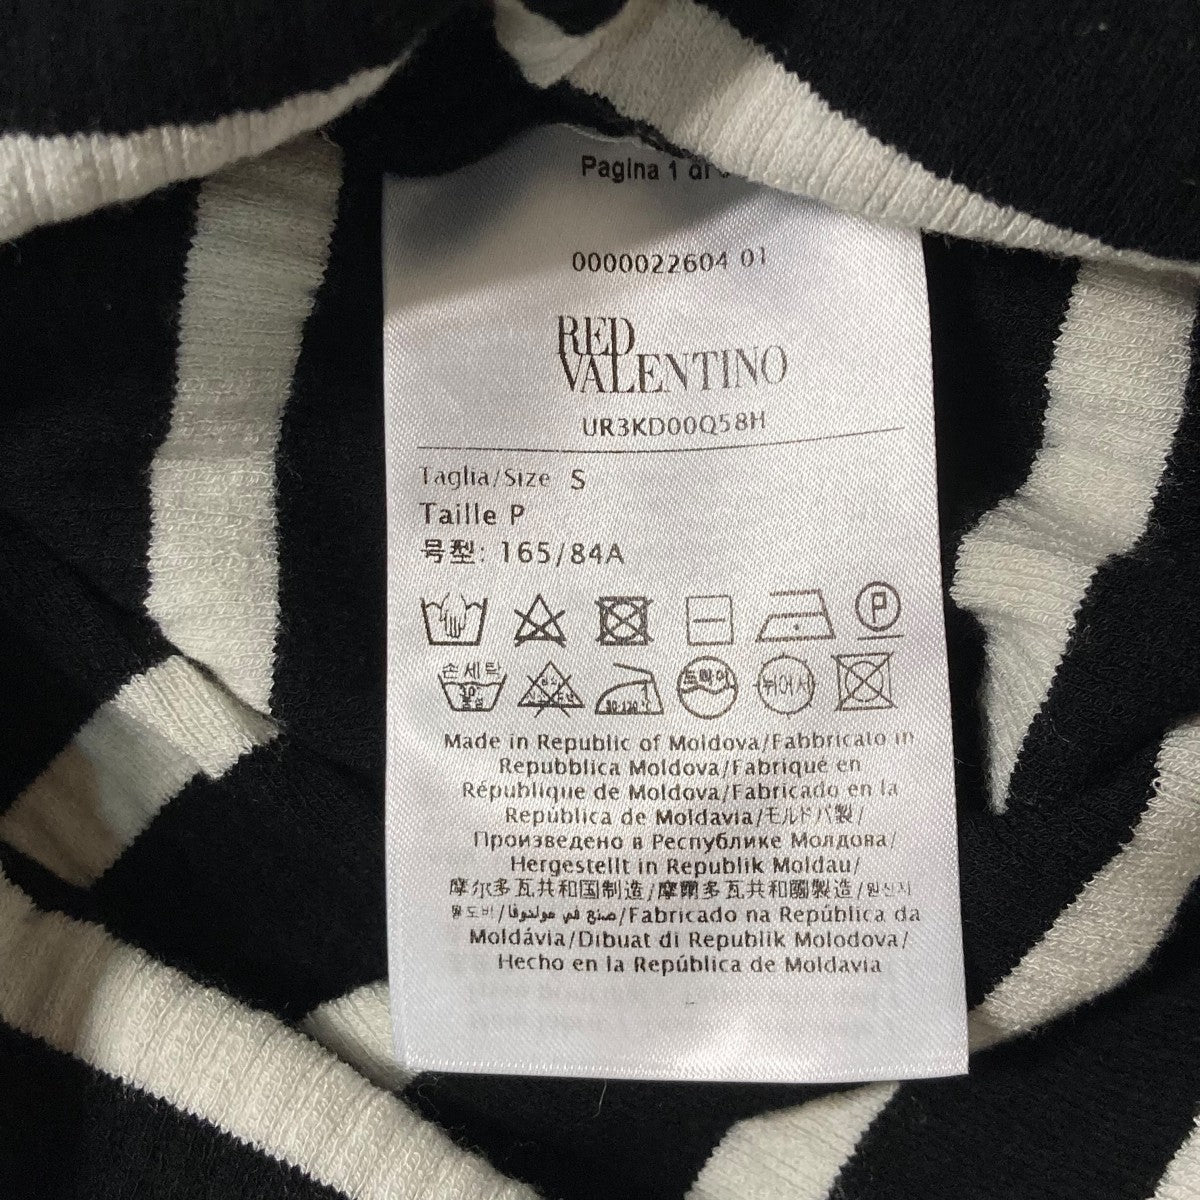 Pagina 1 di
0000022604 01
RED
VALENTINO
UR3KD00Q58H
Taglia/Size S
Taille P
号型: 165/84A
P
손세탁
드라이
Made in Republic of Moldova/Fabbricato in
Repubblica Moldova/Fabriqué en
République de Moldova/Fabricado en la
República de Moldavia/モルドバ製/
Произведено в Республике Молдова/
Hergestellt in Republik Moldau/
摩尔多瓦共和国制造/摩爾多瓦共和國製造/원산지
몰도바/صنع في مولدوفا/Fabricado na República da
Moldávia/Dibuat di Republik Molodova/
Hecho en la República de Moldavia